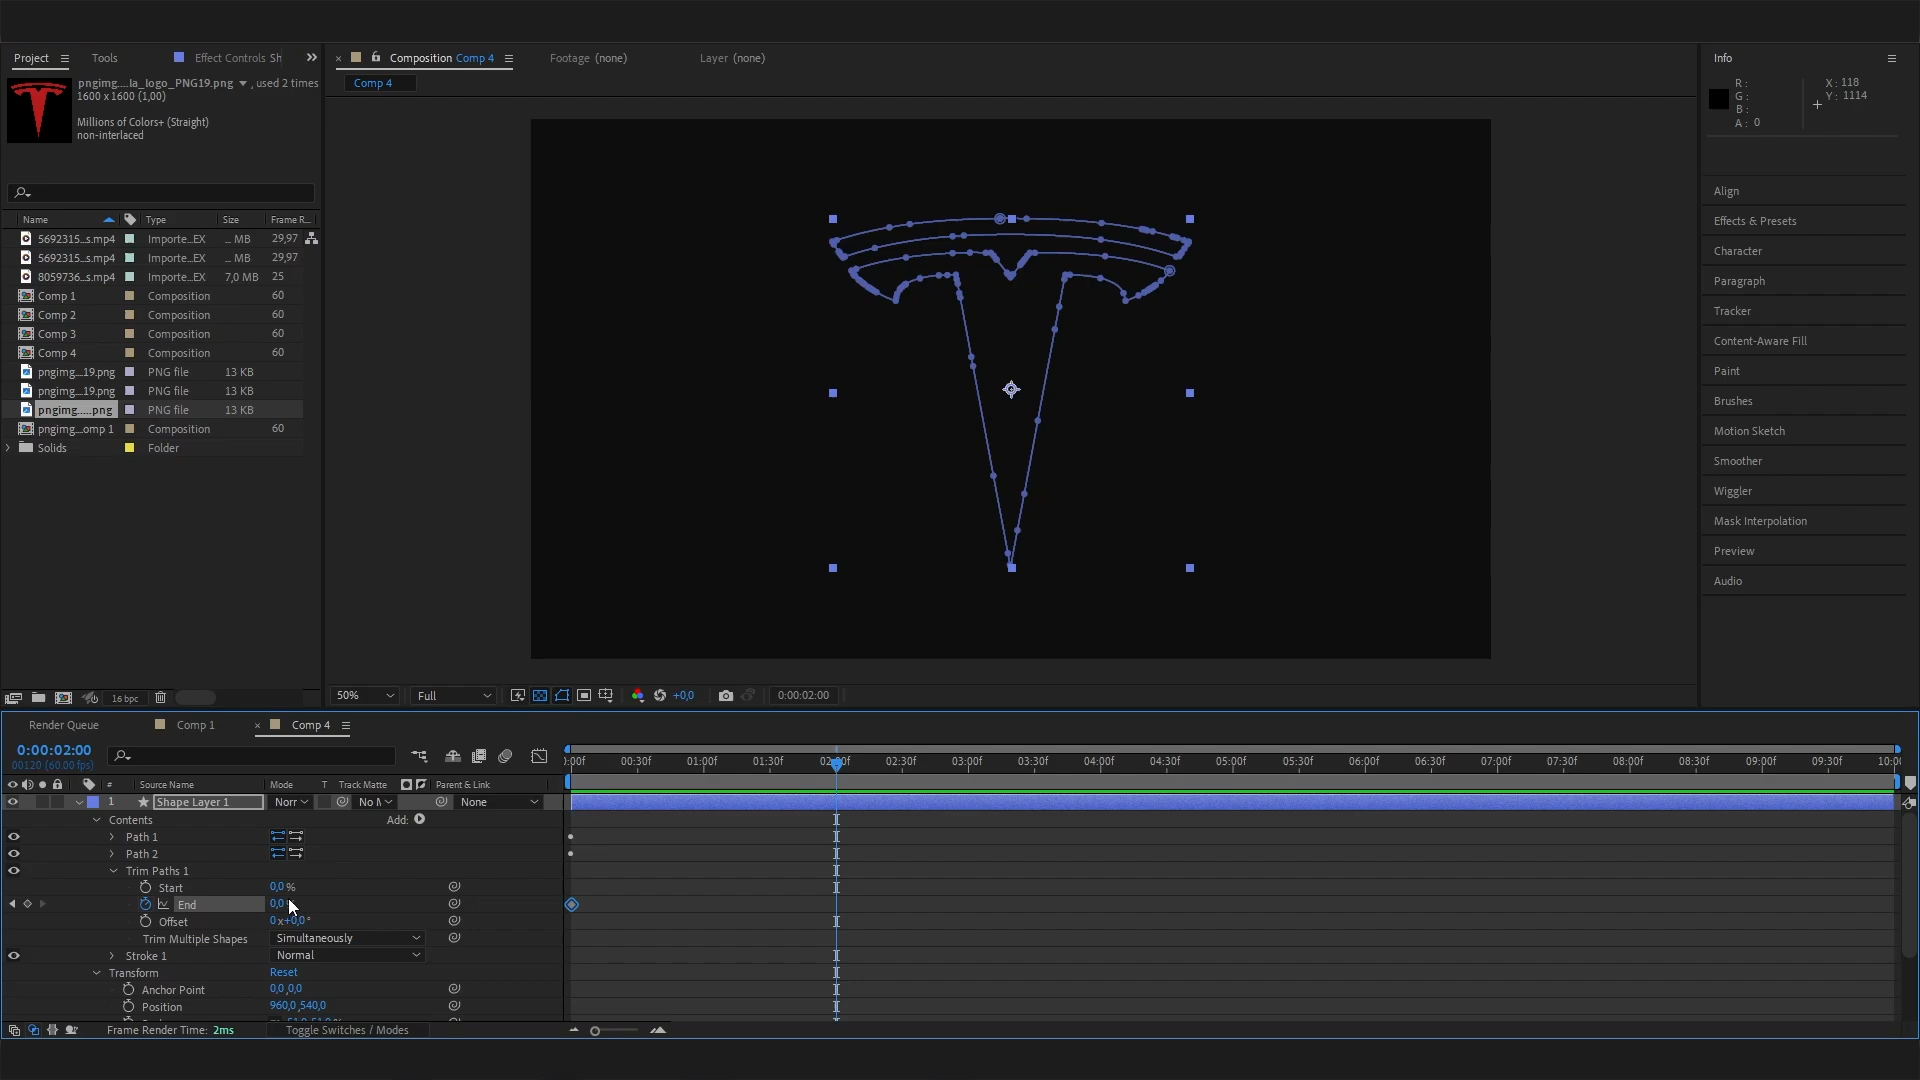 Project
Tools
Effect Controls Sh
Composition Comp 4
Footage (none)
Layer (none)
Info
pngimg....la_logo_PNG19.png , used 2 times
1600 x 1600 (1,00)
Millions of Colors+ (Straight)
non-interlaced
Comp 4
R :
G :
B :
A : 0
X : 118
Y : 1114
Name Type Size Frame R...
5692315...s.mp4 Importe...EX ... MB 29,97
5692315...s.mp4 Importe...EX ... MB 29,97
8059736...s.mp4 Importe...EX 7,0 MB 25
Comp 1 Composition 60
Comp 2 Composition 60
Comp 3 Composition 60
Comp 4 Composition 60
pngimg....19.png PNG file 13 KB
pngimg....19.png PNG file 13 KB
pngimg.....png PNG file 13 KB
pngimg...omp 1 Composition 60
Solids Folder
Align
Effects & Presets
Character
Paragraph
Tracker
Content-Aware Fill
Paint
Brushes
Motion Sketch
Smoother
Wiggler
Mask Interpolation
Preview
Audio
16 bpc
50% Full +0,0 0:00:02:00
Render Queue Comp 1 Comp 4
0:00:02:00
00120 (60.00 fps)
:00f 00:30f 01:00f 01:30f 02:00f 02:30f 03:00f 03:30f 04:00f 04:30f 05:00f 05:30f 06:00f 06:30f 07:00f 07:30f 08:00f 08:30f 09:00f 09:30f 10:00
# Source Name Mode T Track Matte Parent & Link
1 Shape Layer 1 Norr No M None
Contents Add:
Path 1
Path 2
Trim Paths 1
Start 0,0 %
End 0,0
Offset 0 x+0,0 °
Trim Multiple Shapes Simultaneously
Stroke 1 Normal
Transform Reset
Anchor Point 0,0,0,0
Position 960,0,540,0
Frame Render Time: 2ms Toggle Switches / Modes